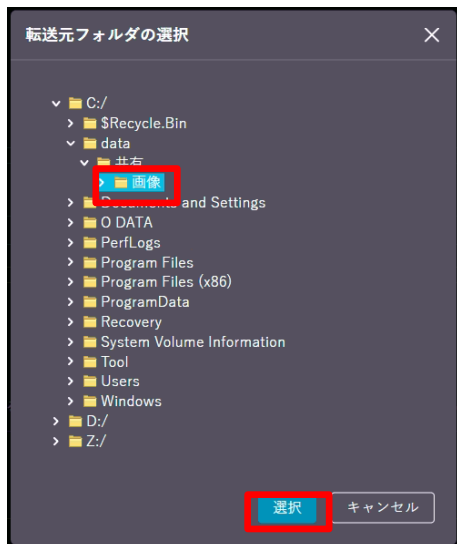 転送元フォルダの選択
C:/
$Recycle.Bin
data
共有
画像
Documents and Settings
O DATA
PerfLogs
Program Files
Program Files (x86)
ProgramData
Recovery
System Volume Information
Tool
Users
Windows
D:/
Z:/
選択
キャンセル